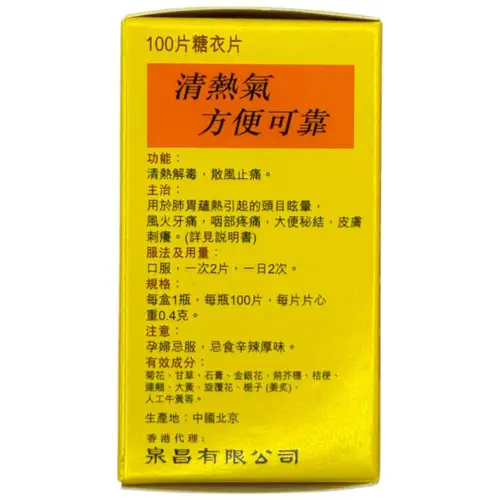 100片糖衣片
清熱氣
方便可靠
功能：
清熱解毒，散風止痛。
主治：
用於肺胃蘊熱引起的頭目眩暈，
風火牙痛，咽部疼痛，大便秘結，皮膚
刺癢。(詳見説明書)
服法及用量：
口服，一次2片，一日2次。
規格：
每盒1瓶，每瓶100片，每片片心
重0.4克。
注意：
孕婦忌服，忌食辛辣厚味。
有效成分：
菊花、甘草、石膏、金銀花，荊芥穗、桔梗、
連翹、大黃、旋覆花、梔子(姜炙)、
人工牛黃等。
生產地：中國北京
香港代理：
泉昌有限公司